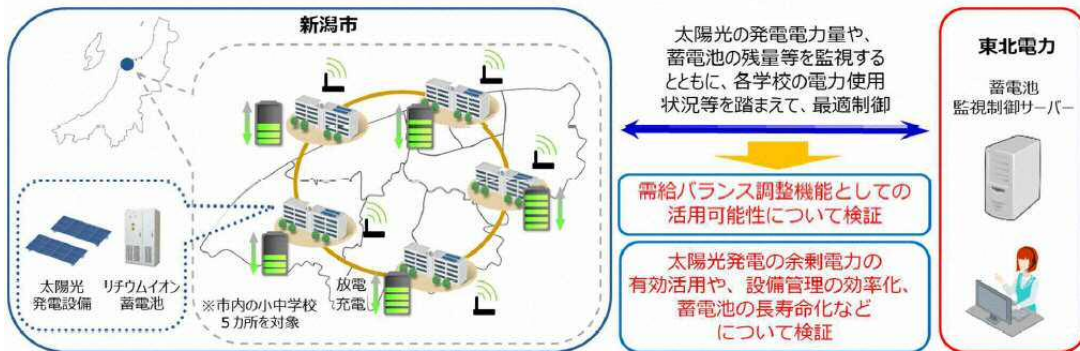 新潟市
太陽光
発電設備
リチウムイオン
蓄電池
※市内の小中学校
５カ所を対象
放電
充電
太陽光の発電電力量や、
蓄電池の残量等を監視する
とともに、各学校の電力使用
状況等を踏まえて、最適制御
需給バランス調整機能としての
活用可能性について検証
太陽光発電の余剰電力の
有効活用や、設備管理の効率化、
蓄電池の長寿命化など
について検証
東北電力
蓄電池
監視制御サーバー